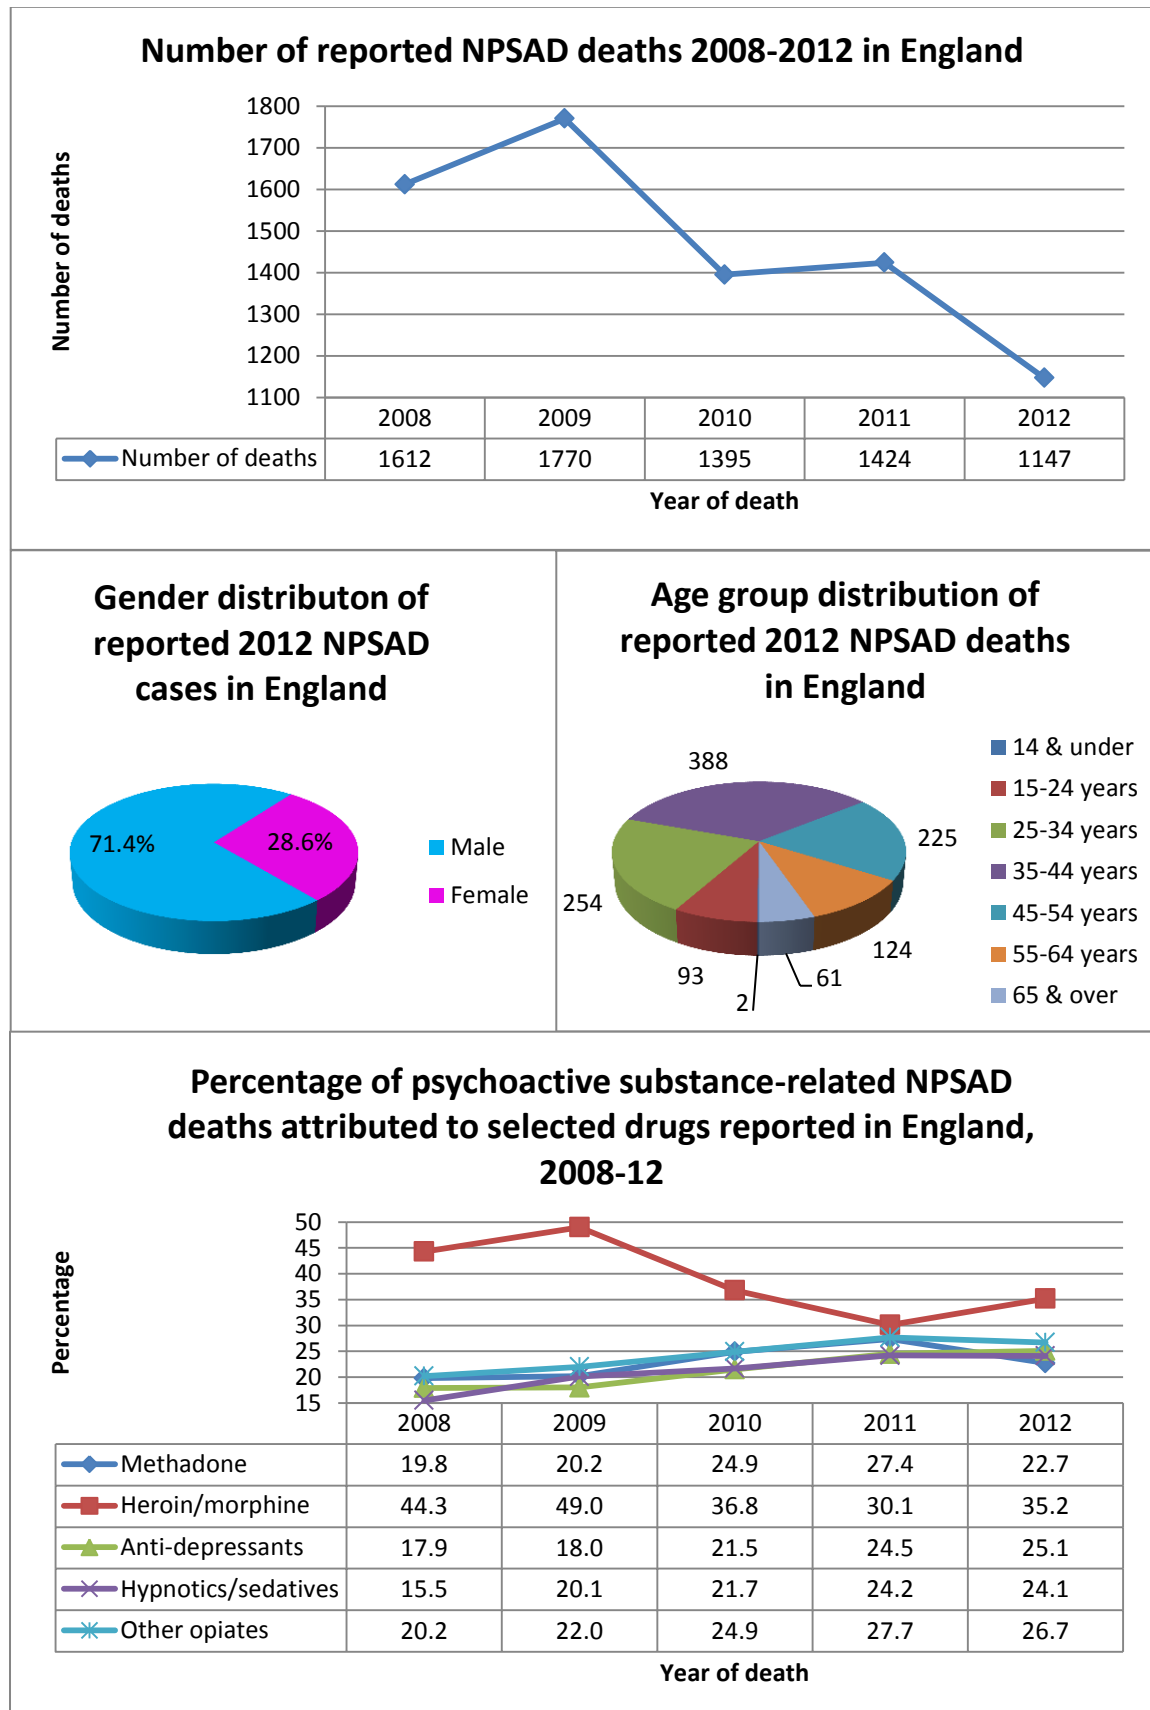 Number of reported NPSAD deaths 2008-2012 in England
Number of deaths
1800
1700
1600
1500
1400
1300
1200
1100
2008 2009 2010 2011 2012
Number of deaths 1612 1770 1395 1424 1147
Year of death
Gender distributon of
reported 2012 NPSAD
cases in England
71.4%
28.6%
Male
Female
Age group distribution of
reported 2012 NPSAD deaths
in England
388
225
254
124
93
61
2
14 & under
15-24 years
25-34 years
35-44 years
45-54 years
55-64 years
65 & over
Percentage of psychoactive substance-related NPSAD
deaths attributed to selected drugs reported in England,
2008-12
Percentage
50
45
40
35
30
25
20
15
2008 2009 2010 2011 2012
Methadone 19.8 20.2 24.9 27.4 22.7
Heroin/morphine 44.3 49.0 36.8 30.1 35.2
Anti-depressants 17.9 18.0 21.5 24.5 25.1
Hypnotics/sedatives 15.5 20.1 21.7 24.2 24.1
Other opiates 20.2 22.0 24.9 27.7 26.7
Year of death